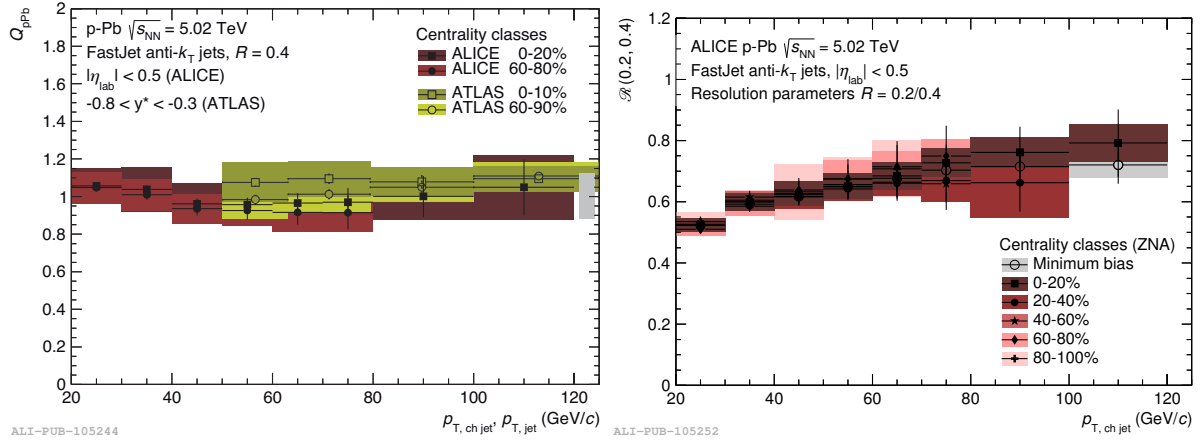 Q_pPb
p-Pb √s_NN = 5.02 TeV
FastJet anti-k_T jets, R = 0.4
|η_lab| < 0.5 (ALICE)
-0.8 < y* < -0.3 (ATLAS)
Centrality classes
ALICE 0-20%
ALICE 60-80%
ATLAS 0-10%
ATLAS 60-90%
2
1.8
1.6
1.4
1.2
1
0.8
0.6
0.4
0.2
0
20 40 60 80 100 120
p_T, ch jet, p_T, jet (GeV/c)
ALI-PUB-105244
ℛ(0.2, 0.4)
ALICE p-Pb √s_NN = 5.02 TeV
FastJet anti-k_T jets, |η_lab| < 0.5
Resolution parameters R = 0.2/0.4
1.2
1
0.8
0.6
0.4
0.2
0
Centrality classes (ZNA)
Minimum bias
0-20%
20-40%
40-60%
60-80%
80-100%
20 40 60 80 100 120
p_T, ch jet (GeV/c)
ALI-PUB-105252